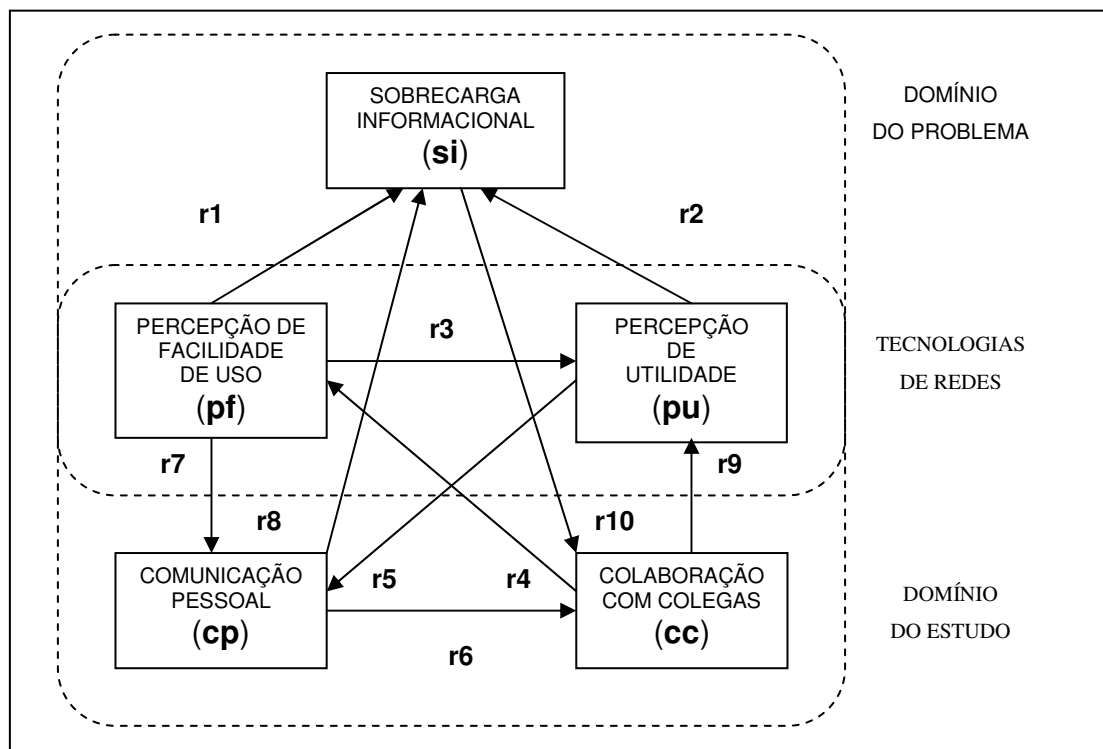 SOBRECARGA
INFORMACIONAL
(si)
DOMÍNIO
DO PROBLEMA
r1
r2
PERCEPÇÃO DE
FACILIDADE
DE USO
(pf)
r3
PERCEPÇÃO
DE
UTILIDADE
(pu)
TECNOLOGIAS
DE REDES
r7
r9
r8
r10
COMUNICAÇÃO
PESSOAL
(cp)
r5
r4
COLABORAÇÃO
COM COLEGAS
(cc)
DOMÍNIO
DO ESTUDO
r6